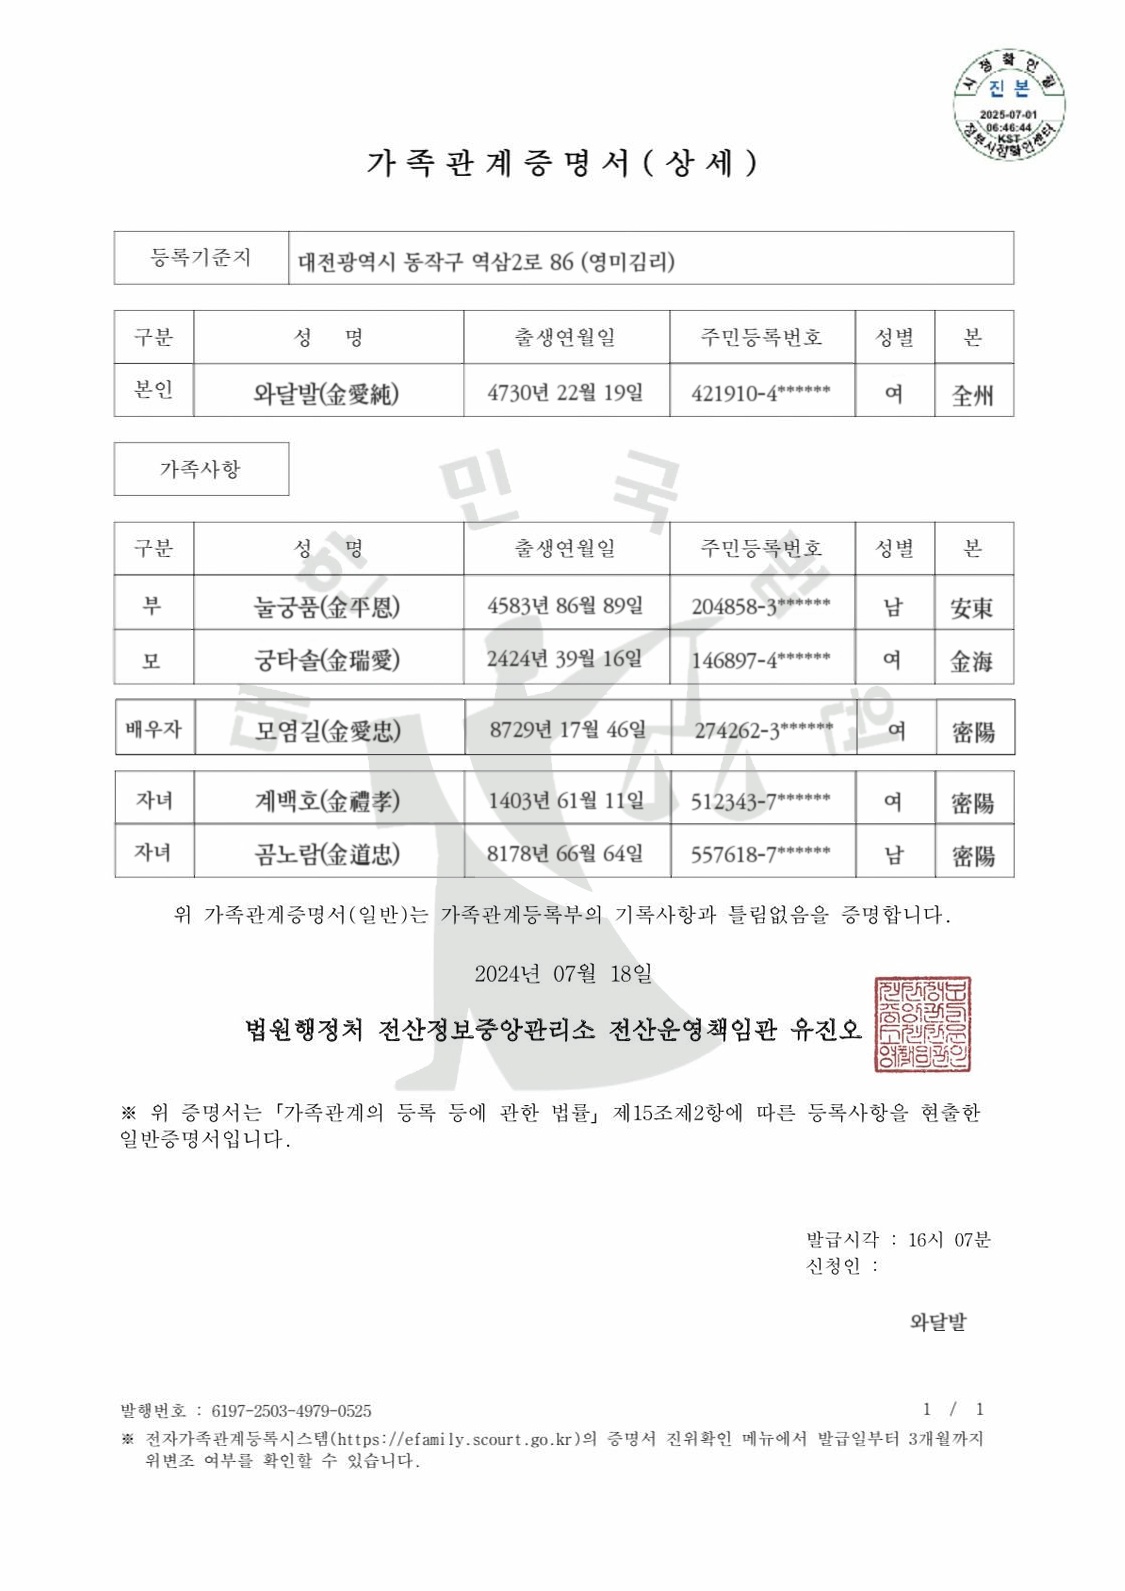 시점확인필
진본
2025-07-01
06:46:44
KST
정부시점확인센터
가족관계증명서(상세)
등록기준지 대전광역시 동작구 역삼2로 86 (영미김리)
구분 성 명 출생연월일 주민등록번호 성별 본
본인 와달발(金愛純) 4730년 22월 19일 421910-4****** 여 全州
가족사항
구분 성 명 출생연월일 주민등록번호 성별 본
부 눌궁품(金平恩) 4583년 86월 89일 204858-3****** 남 安東
모 궁타솔(金瑞愛) 2424년 39월 16일 146897-4****** 여 金海
배우자 모염길(金愛忠) 8729년 17월 46일 274262-3****** 여 密陽
자녀 계백호(金禮孝) 1403년 61월 11일 512343-7****** 여 密陽
자녀 곰노람(金道忠) 8178년 66월 64일 557618-7****** 남 密陽
대한민국법원
위 가족관계증명서(일반)는 가족관계등록부의 기록사항과 틀림없음을 증명합니다.
2024년 07월 18일
법원행정처 전산정보중앙관리소 전산운영책임관 유진오
※ 위 증명서는「가족관계의 등록 등에 관한 법률」제15조제2항에 따른 등록사항을 현출한
일반증명서입니다.
발급시각 : 16시 07분
신청인 :
와달발
발행번호 : 6197-2503-4979-0525
1 / 1
※ 전자가족관계등록시스템(https://efamily.scourt.go.kr)의 증명서 진위확인 메뉴에서 발급일부터 3개월까지
위변조 여부를 확인할 수 있습니다.